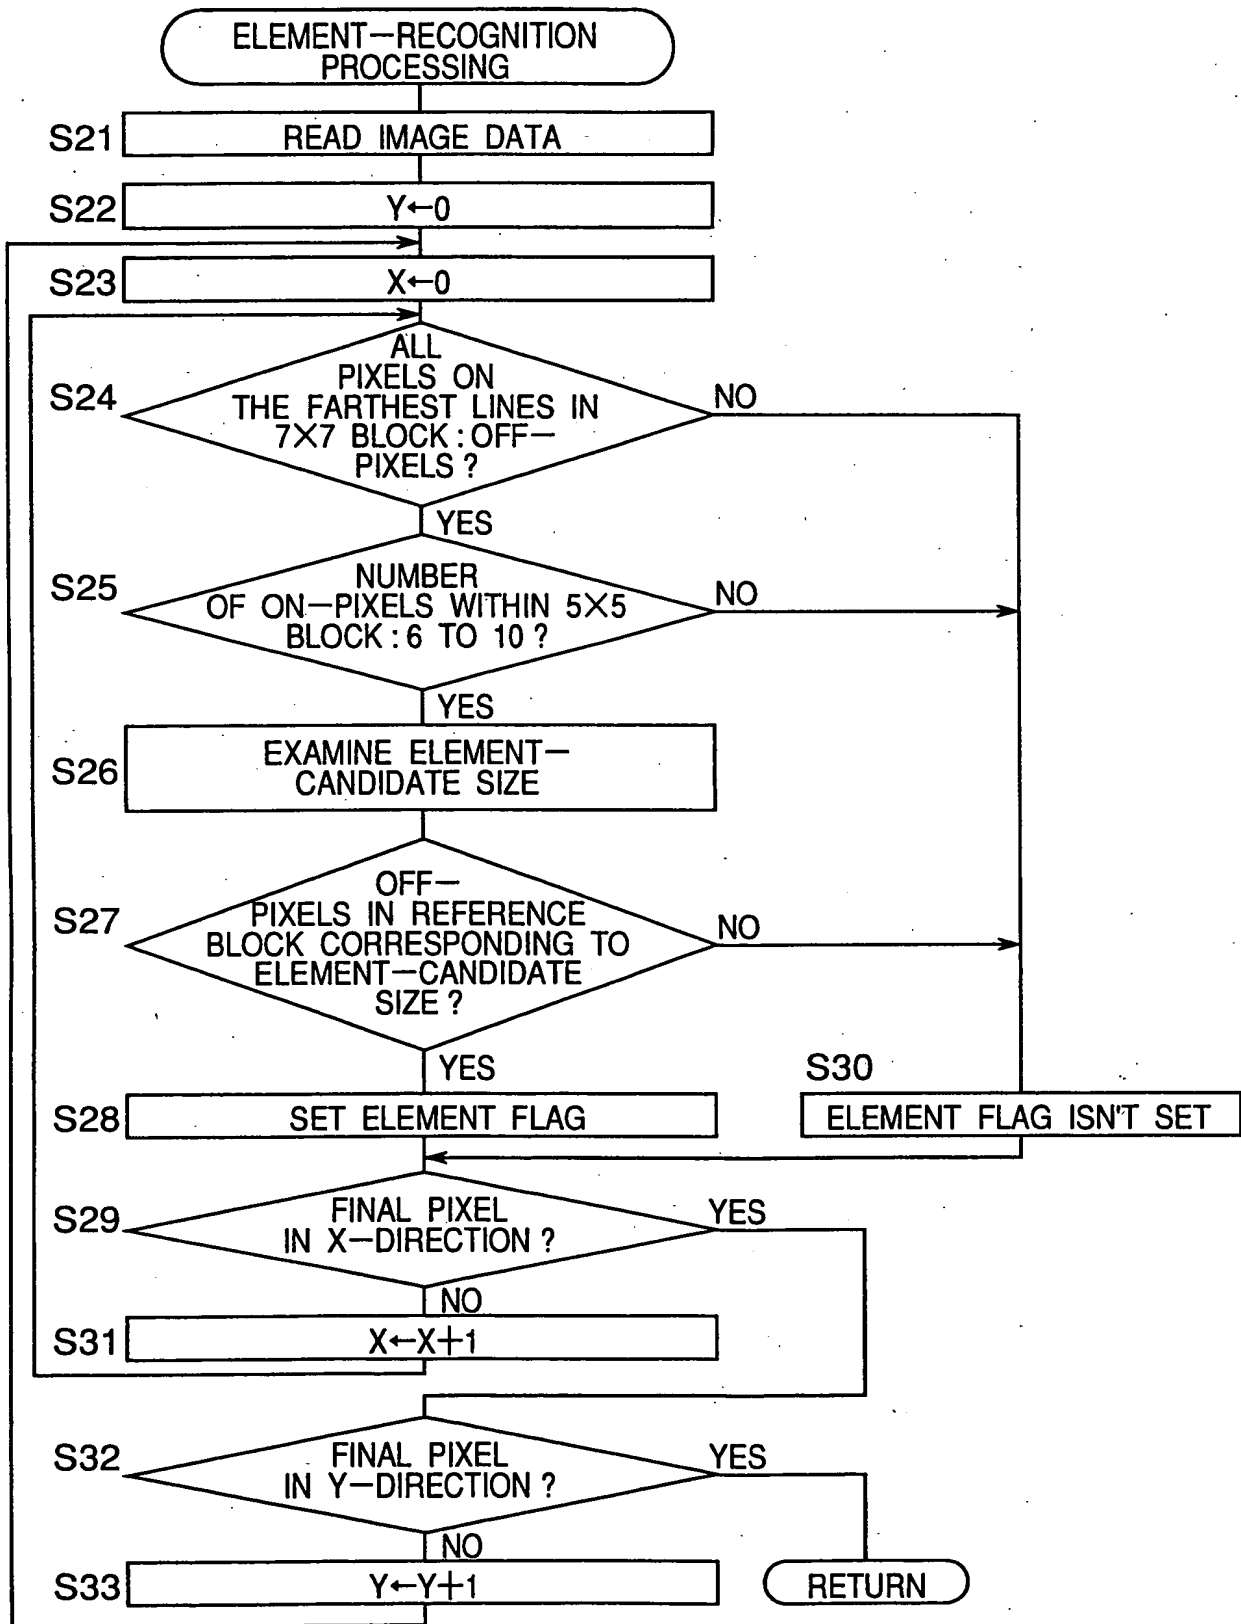 ELEMENT—RECOGNITION
PROCESSING
S21
READ IMAGE DATA
S22
Y←0
S23
X←0
S24
ALL
PIXELS ON
THE FARTHEST LINES IN
7×7 BLOCK : OFF—
PIXELS ?
NO
YES
S25
NUMBER
OF ON—PIXELS WITHIN 5×5
BLOCK : 6 TO 10 ?
NO
YES
S26
EXAMINE ELEMENT—
CANDIDATE SIZE
S27
OFF—
PIXELS IN REFERENCE
BLOCK CORRESPONDING TO
ELEMENT—CANDIDATE
SIZE ?
NO
YES
S28
SET ELEMENT FLAG
S30
ELEMENT FLAG ISN'T SET
S29
FINAL PIXEL
IN X—DIRECTION ?
YES
NO
S31
X←X+1
S32
FINAL PIXEL
IN Y—DIRECTION ?
YES
NO
S33
Y←Y+1
RETURN